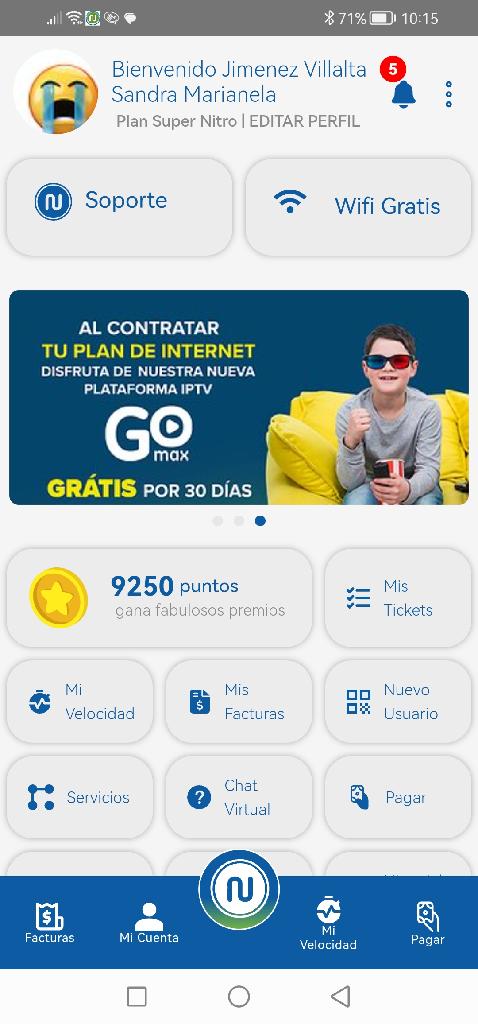 71% 10:15
Bienvenido Jimenez Villalta
Sandra Marianela
5
Plan Super Nitro | EDITAR PERFIL
Soporte
Wifi Gratis
AL CONTRATAR
TU PLAN DE INTERNET
DISFRUTA DE NUESTRA NUEVA
PLATAFORMA IPTV
GO
max
GRÁTIS POR 30 DÍAS
9250 puntos
gana fabulosos premios
Mis
Tickets
Mi
Velocidad
Mis
Facturas
Nuevo
Usuario
Servicios
Chat
Virtual
Pagar
Facturas
Mi Cuenta
Mi
Velocidad
Pagar